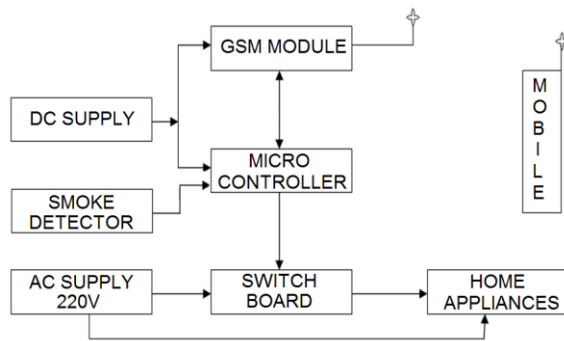 GSM MODULE
DC SUPPLY
MICRO
CONTROLLER
SMOKE
DETECTOR
AC SUPPLY
220V
SWITCH
BOARD
HOME
APPLIANCES
M
O
B
I
L
E